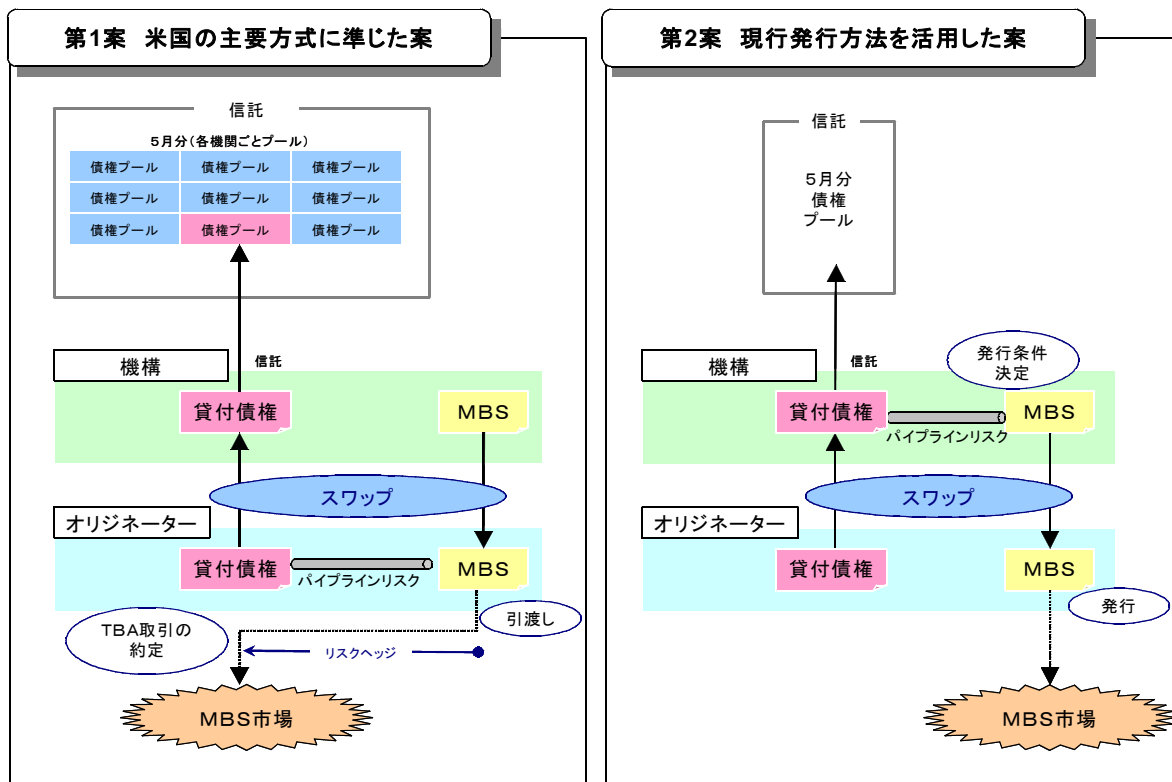 第1案 米国の主要方式に準じた案
信託
5月分(各機関ごとプール)
債権プール 債権プール 債権プール
債権プール 債権プール 債権プール
債権プール 債権プール 債権プール
機構
信託
貸付債権
MBS
スワップ
オリジネーター
貸付債権
パイプラインリスク
MBS
引渡し
TBA取引の
約定
リスクヘッジ
MBS市場
第2案 現行発行方法を活用した案
信託
5月分
債権
プール
機構
信託
発行条件
決定
貸付債権
パイプラインリスク
MBS
スワップ
オリジネーター
貸付債権
MBS
発行
MBS市場